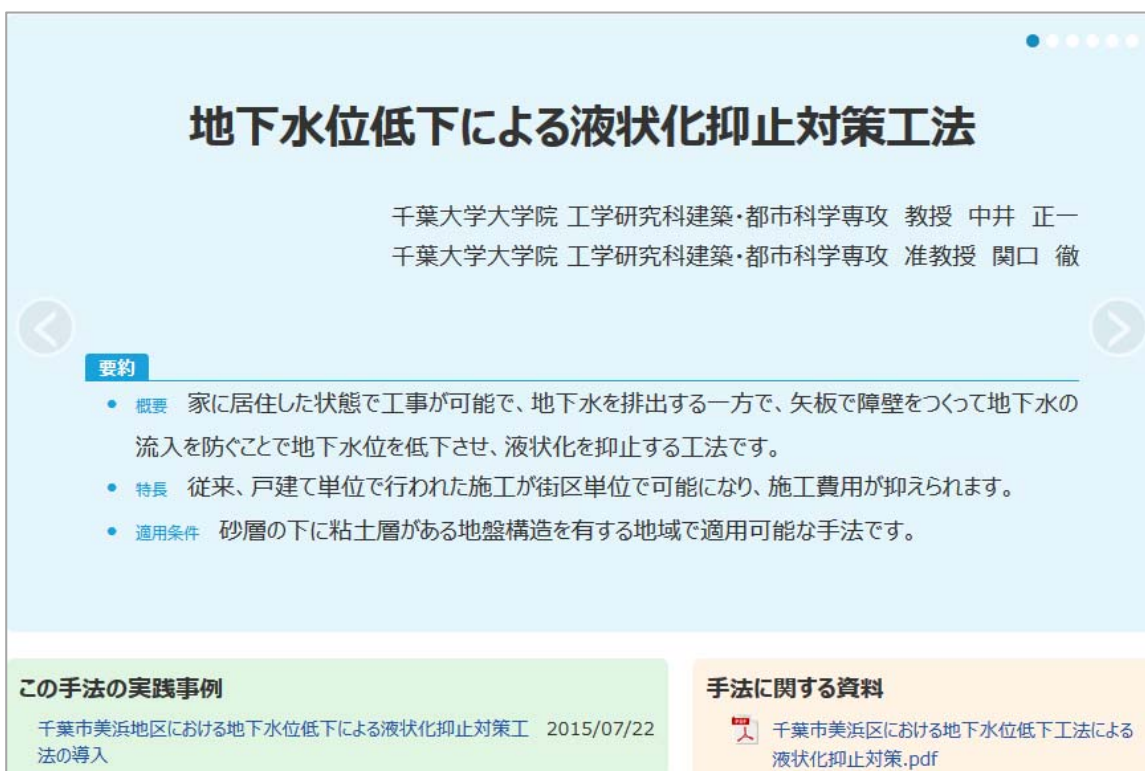 地下水位低下による液状化抑止対策工法
千葉大学大学院 工学研究科建築・都市科学専攻 教授 中井 正一
千葉大学大学院 工学研究科建築・都市科学専攻 准教授 関口 徹
要約
• 概要 家に居住した状態で工事が可能で、地下水を排出する一方で、矢板で障壁をつくって地下水の
流入を防ぐことで地下水位を低下させ、液状化を抑止する工法です。
• 特長 従来、戸建て単位で行われた施工が街区単位で可能になり、施工費用が抑えられます。
• 適用条件 砂層の下に粘土層がある地盤構造を有する地域で適用可能な手法です。
この手法の実践事例
千葉市美浜地区における地下水位低下による液状化抑止対策工 2015/07/22
法の導入
手法に関する資料
PDF 千葉市美浜区における地下水位低下工法による
液状化抑止対策.pdf